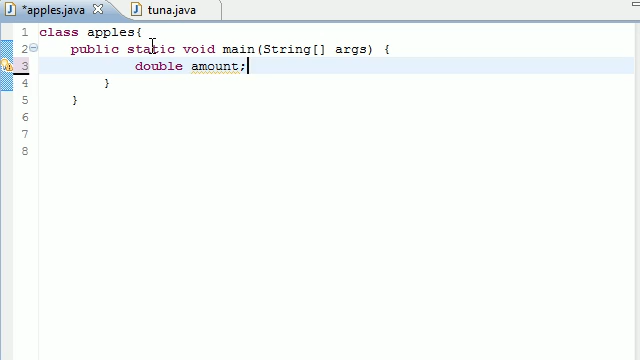 *apples.java tuna.java
1 class apples{
2 public static void main(String[] args) {
3 double amount;
4 }
5 }
6
7
8